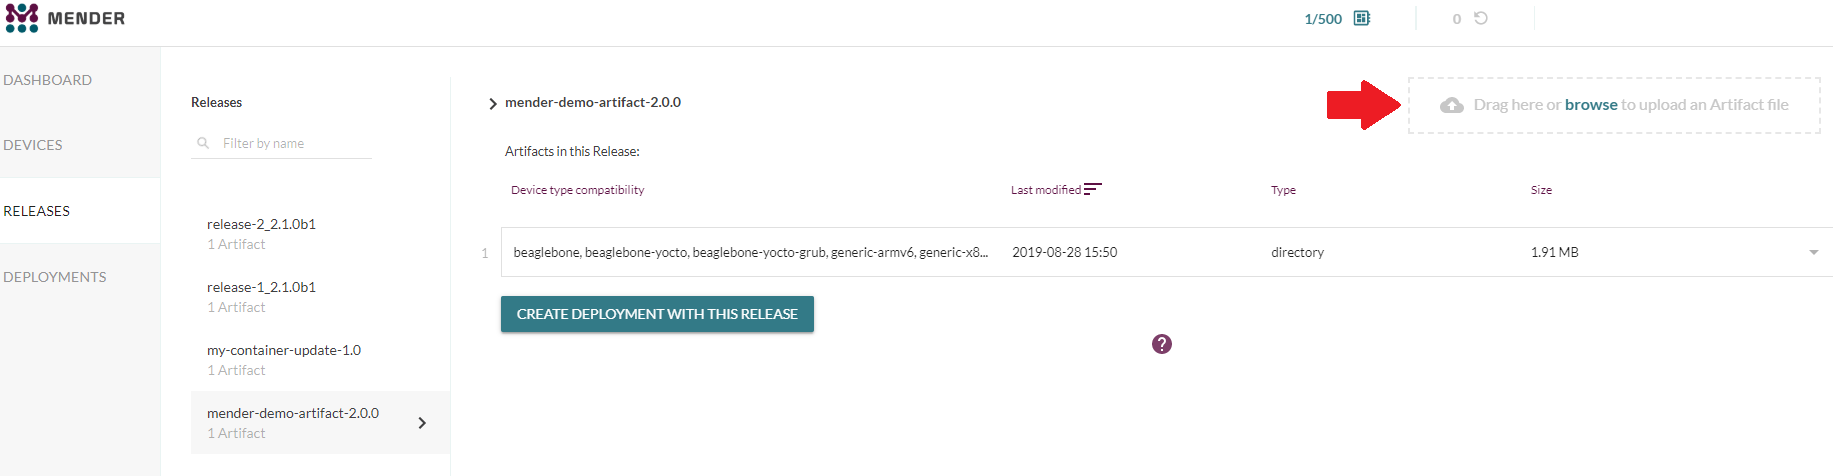 MENDER
1/500
0
DASHBOARD
DEVICES
RELEASES
DEPLOYMENTS
Releases
Filter by name
release-2_2.1.0b1
1 Artifact
release-1_2.1.0b1
1 Artifact
my-container-update-1.0
1 Artifact
mender-demo-artifact-2.0.0
1 Artifact
mender-demo-artifact-2.0.0
Drag here or browse to upload an Artifact file
Artifacts in this Release:
Device type compatibility Last modified Type Size
1 beaglebone, beaglebone-yocto, beaglebone-yocto-grub, generic-armv6, generic-x8... 2019-08-28 15:50 directory 1.91 MB
CREATE DEPLOYMENT WITH THIS RELEASE
?